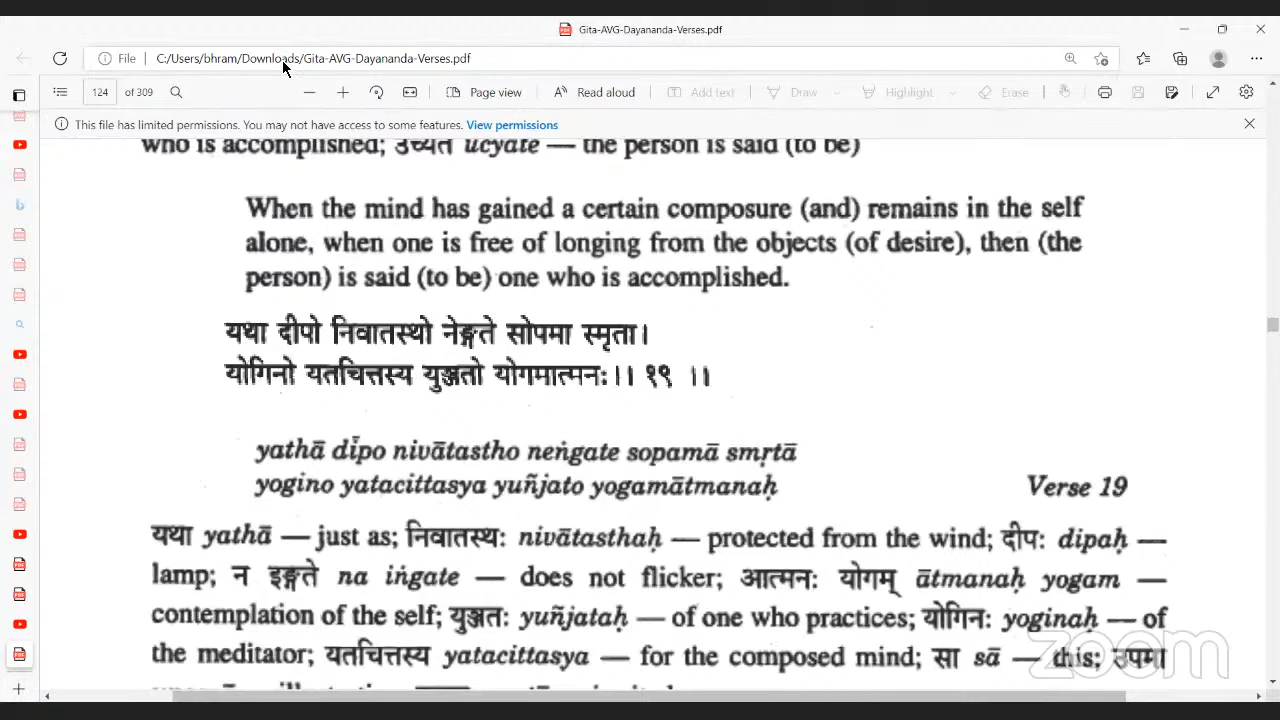 Gita-AVG-Dayananda-Verses.pdf
File C:/Users/bhram/Downloads/Gita-AVG-Dayananda-Verses.pdf
124 of 309 Page view Read aloud Add text Draw Highlight Erase
This file has limited permissions. You may not have access to some features. View permissions
who is accomplished; उच्यते ucyate — the person is said (to be)
When the mind has gained a certain composure (and) remains in the self
alone, when one is free of longing from the objects (of desire), then (the
person) is said (to be) one who is accomplished.
यथा दीपो निवातस्थो नेङ्गते सोपमा स्मृता।
योगिनो यतचित्तस्य युञ्जतो योगमात्मनः।। १९ ।।
yathā dīpo nivātastho neṅgate sopamā smṛtā
yogino yatacittasya yuñjato yogamātmanaḥ Verse 19
यथा yathā — just as; निवातस्थः nivātasthaḥ — protected from the wind; दीपः dipaḥ —
lamp; न इङ्गते na iṅgate — does not flicker; आत्मनः योगम् ātmanaḥ yogam —
contemplation of the self; युञ्जतः yuñjataḥ — of one who practices; योगिनः yoginaḥ — of
the meditator; यतचित्तस्य yatacittasya — for the composed mind; सा sā — this; उपमा
zoom